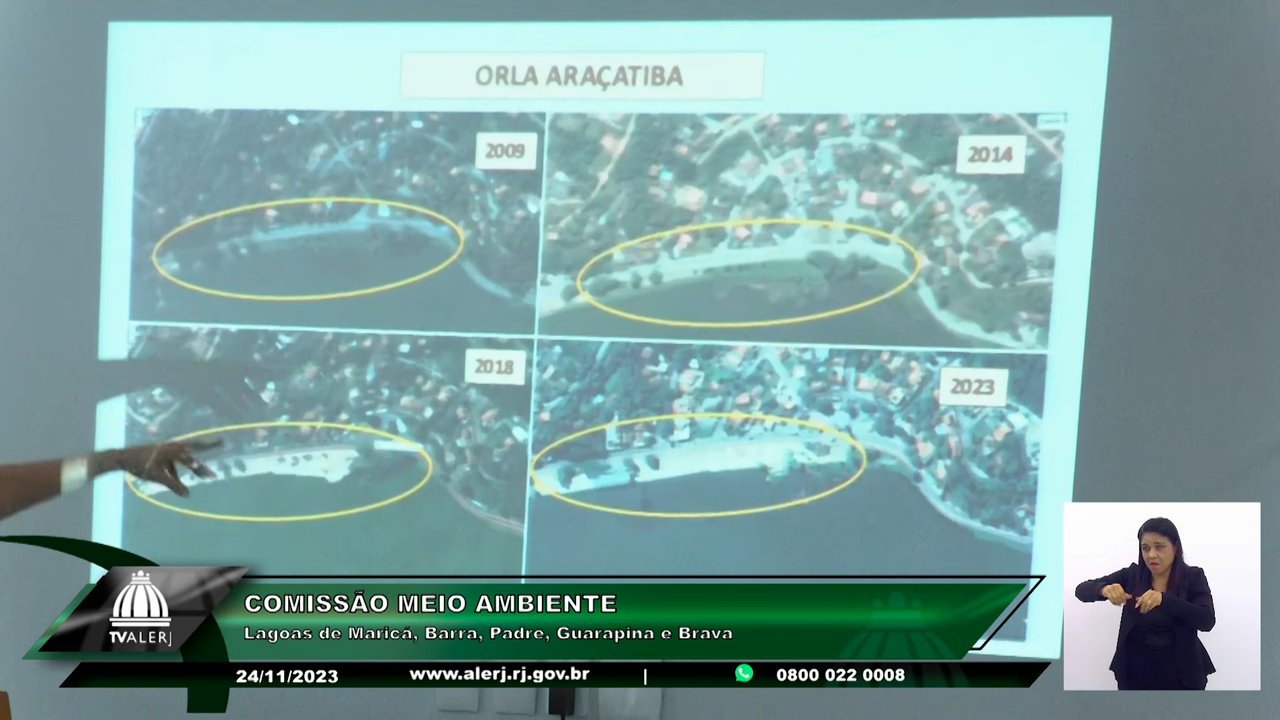 ORLA ARAÇATIBA
2009
2014
2018
2023
COMISSÃO MEIO AMBIENTE
Lagoas de Maricá, Barra, Padre, Guarapina e Brava
TVALERJ
24/11/2023 www.alerj.rj.gov.br | 0800 022 0008